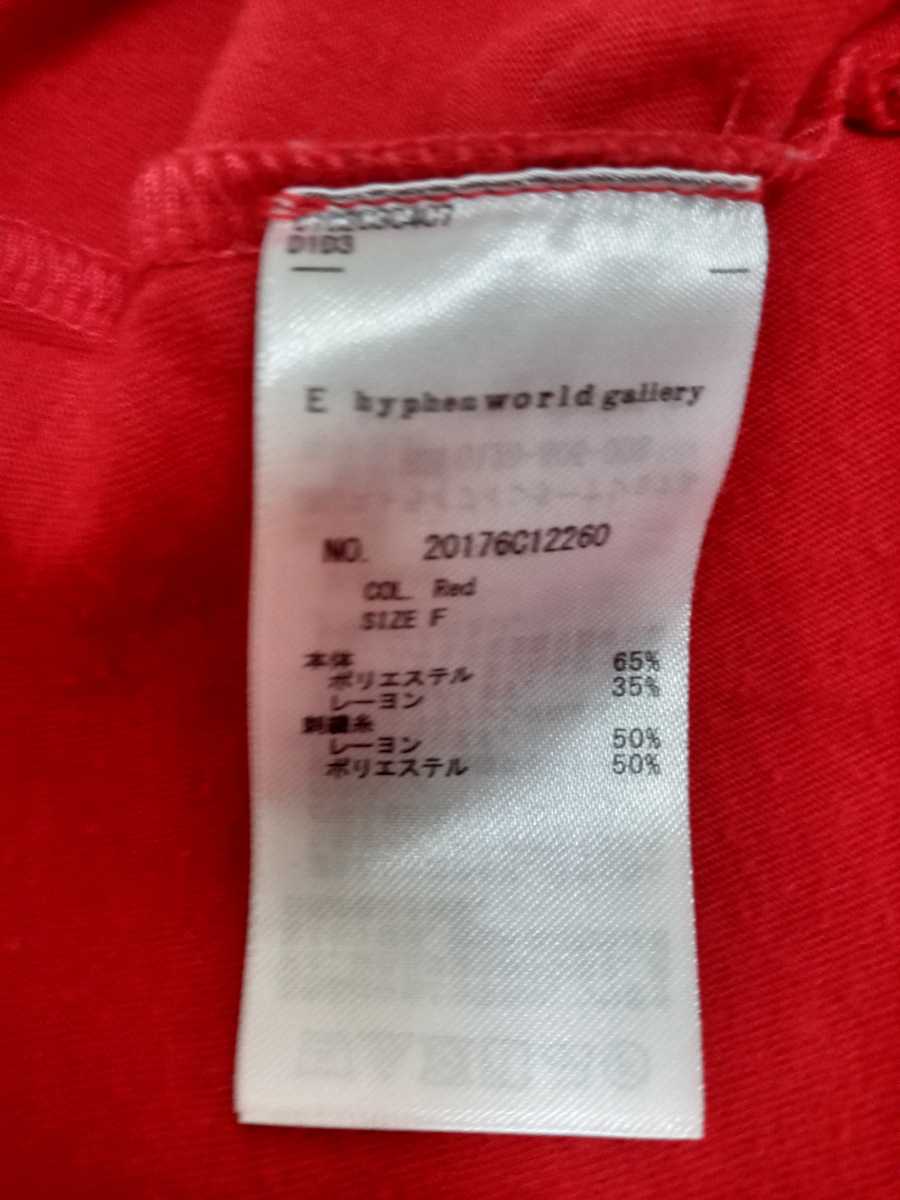 D1D3
E hyphen world gallery
NO. 20176C12260
COL. Red
SIZE F
本体
ポリエステル 65%
レーヨン 35%
刺繍糸
レーヨン 50%
ポリエステル 50%